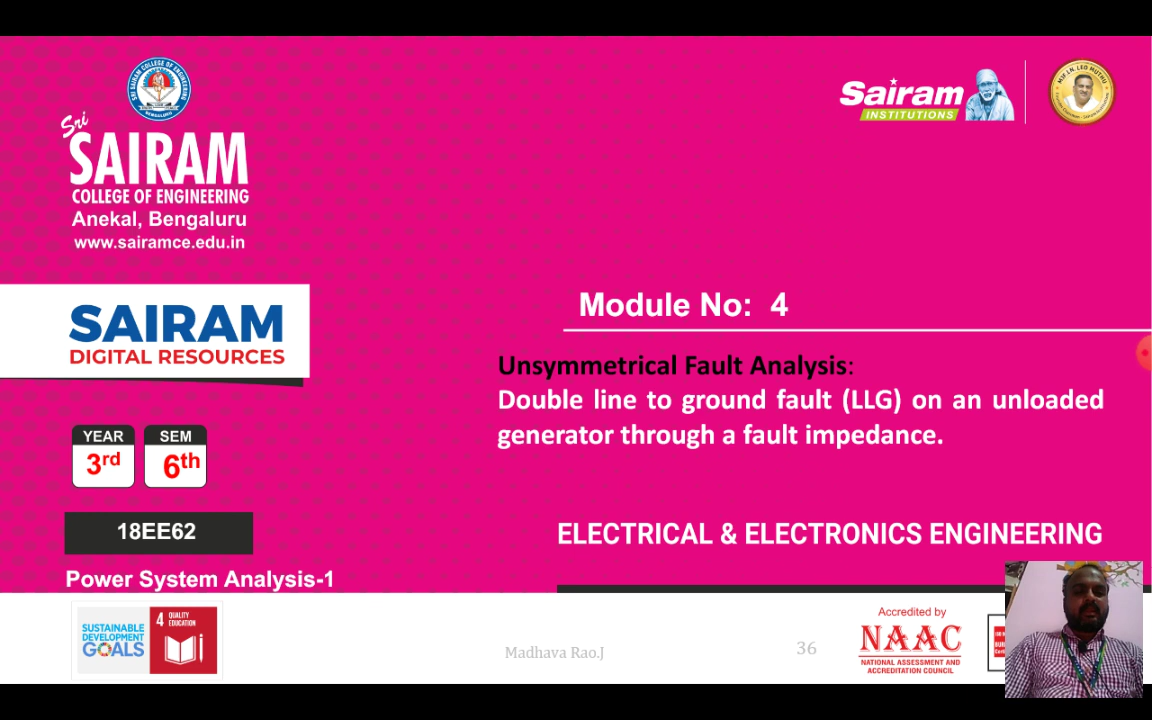 Sri
SAIRAM
COLLEGE OF ENGINEERING
Anekal, Bengaluru
www.sairamce.edu.in
Sairam
INSTITUTIONS
SAIRAM
DIGITAL RESOURCES
Module No: 4
Unsymmetrical Fault Analysis:
Double line to ground fault (LLG) on an unloaded
generator through a fault impedance.
YEAR
3rd
SEM
6th
18EE62
ELECTRICAL & ELECTRONICS ENGINEERING
Power System Analysis-1
SUSTAINABLE
DEVELOPMENT
GOALS
4 QUALITY
EDUCATION
Madhava Rao.J
36
Accredited by
NAAC
NATIONAL ASSESSMENT AND
ACCREDITATION COUNCIL